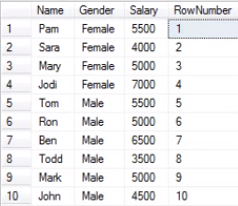 Name Gender Salary RowNumber
1 Pam Female 5500 1
2 Sara Female 4000 2
3 Mary Female 5000 3
4 Jodi Female 7000 4
5 Tom Male 5500 5
6 Ron Male 5000 6
7 Ben Male 6500 7
8 Todd Male 3500 8
9 Mark Male 5000 9
10 John Male 4500 10